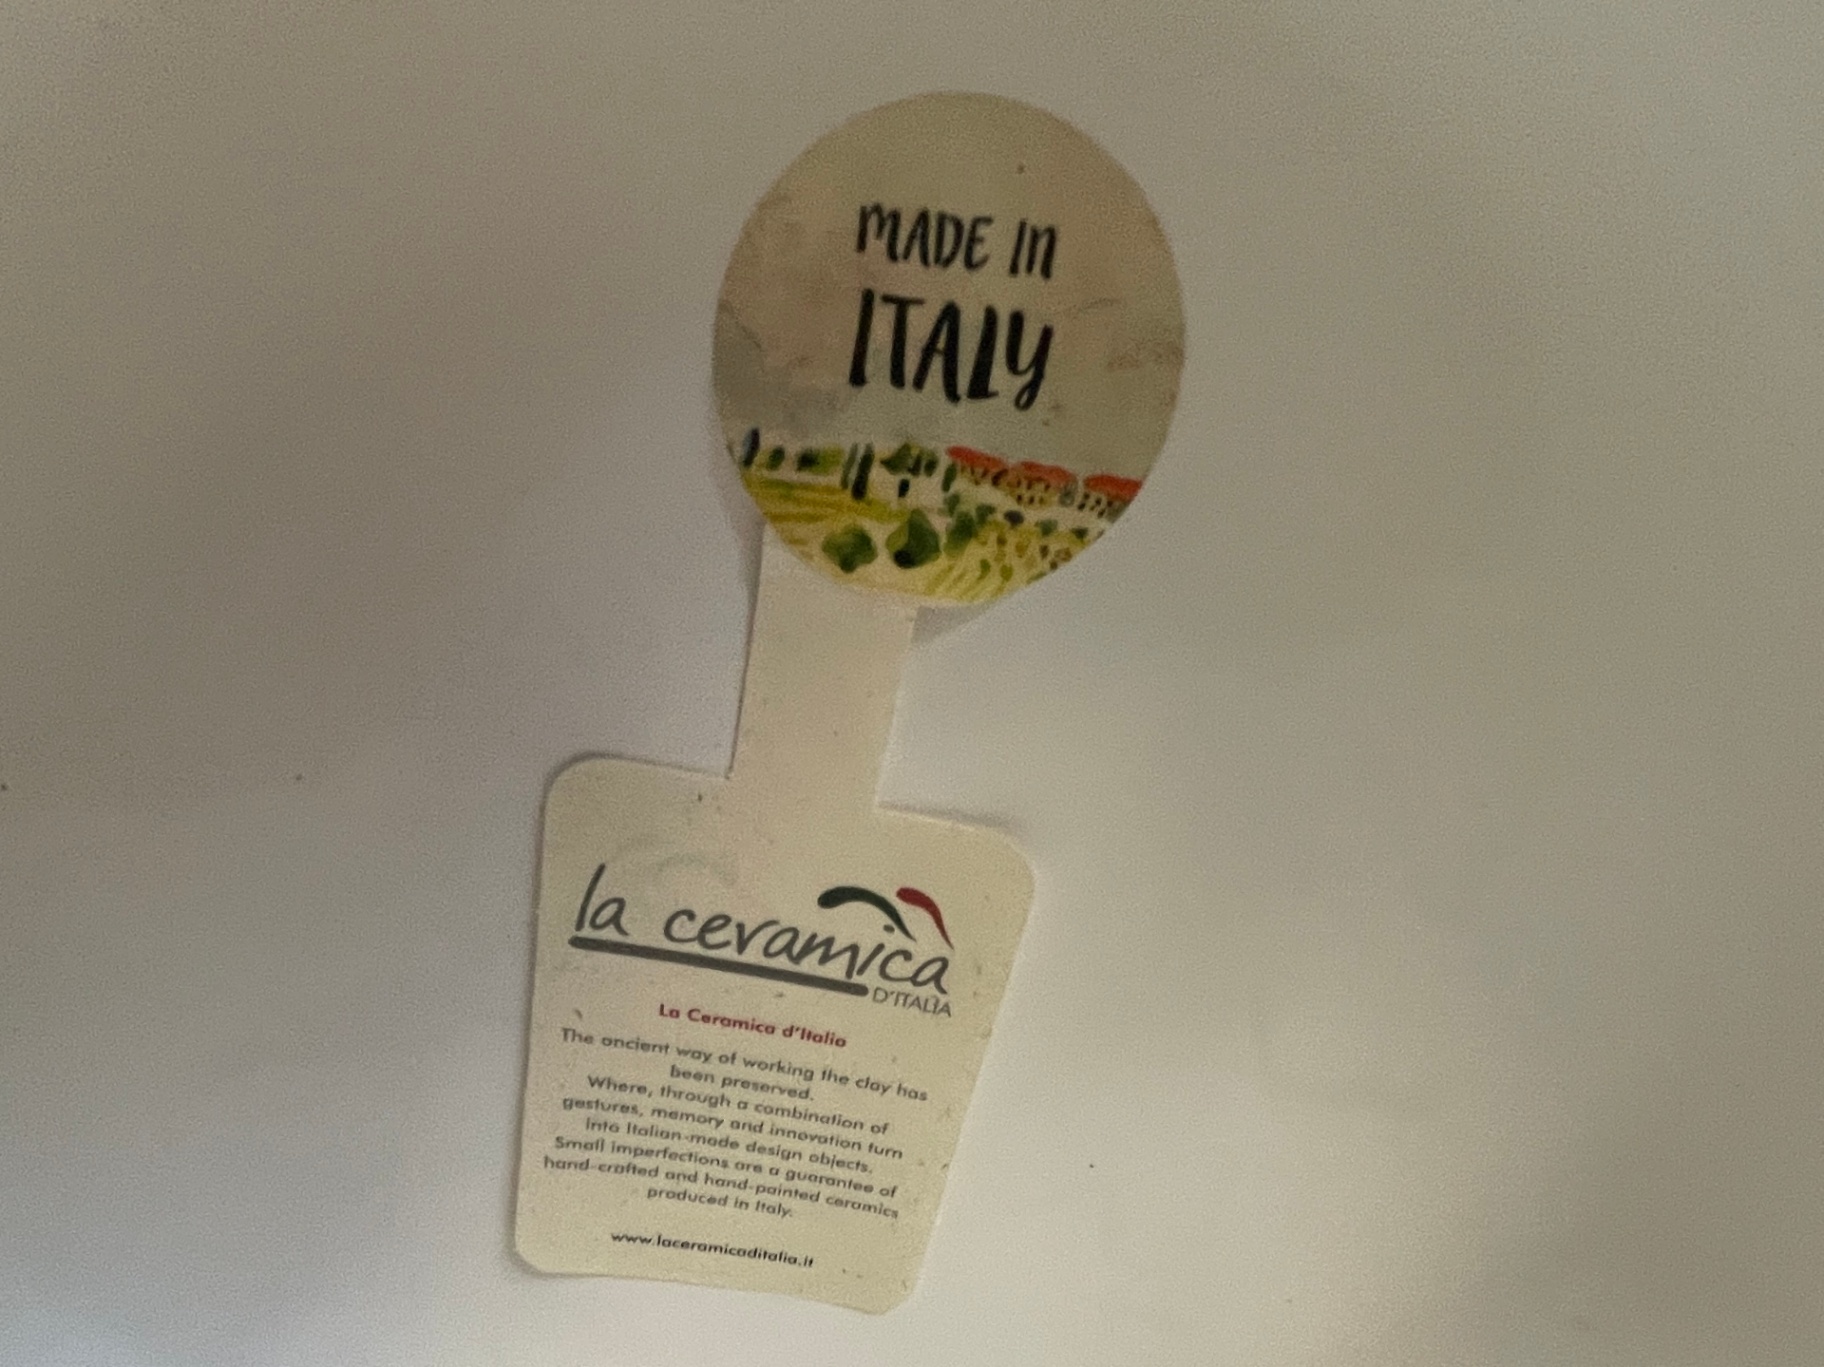 MADE IN
ITALY
la ceramica
D'ITALIA
La Ceramica d'Italia
The ancient way of working the clay has
been preserved.
Where, through a combination of
gestures, memory and innovation turn
into Italian-made design objects.
Small imperfections are a guarantee of
hand-crafted and hand-painted ceramics
produced in Italy.
www.laceramicaditalia.it